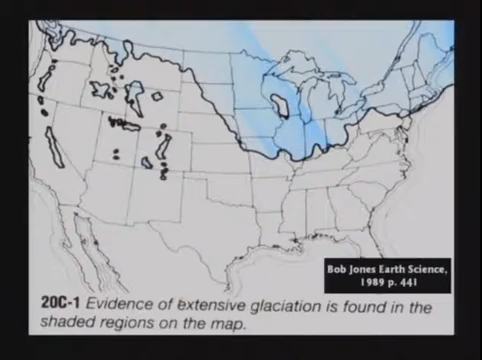 Bob Jones Earth Science,
1989 p. 441
20C-1 Evidence of extensive glaciation is found in the
shaded regions on the map.